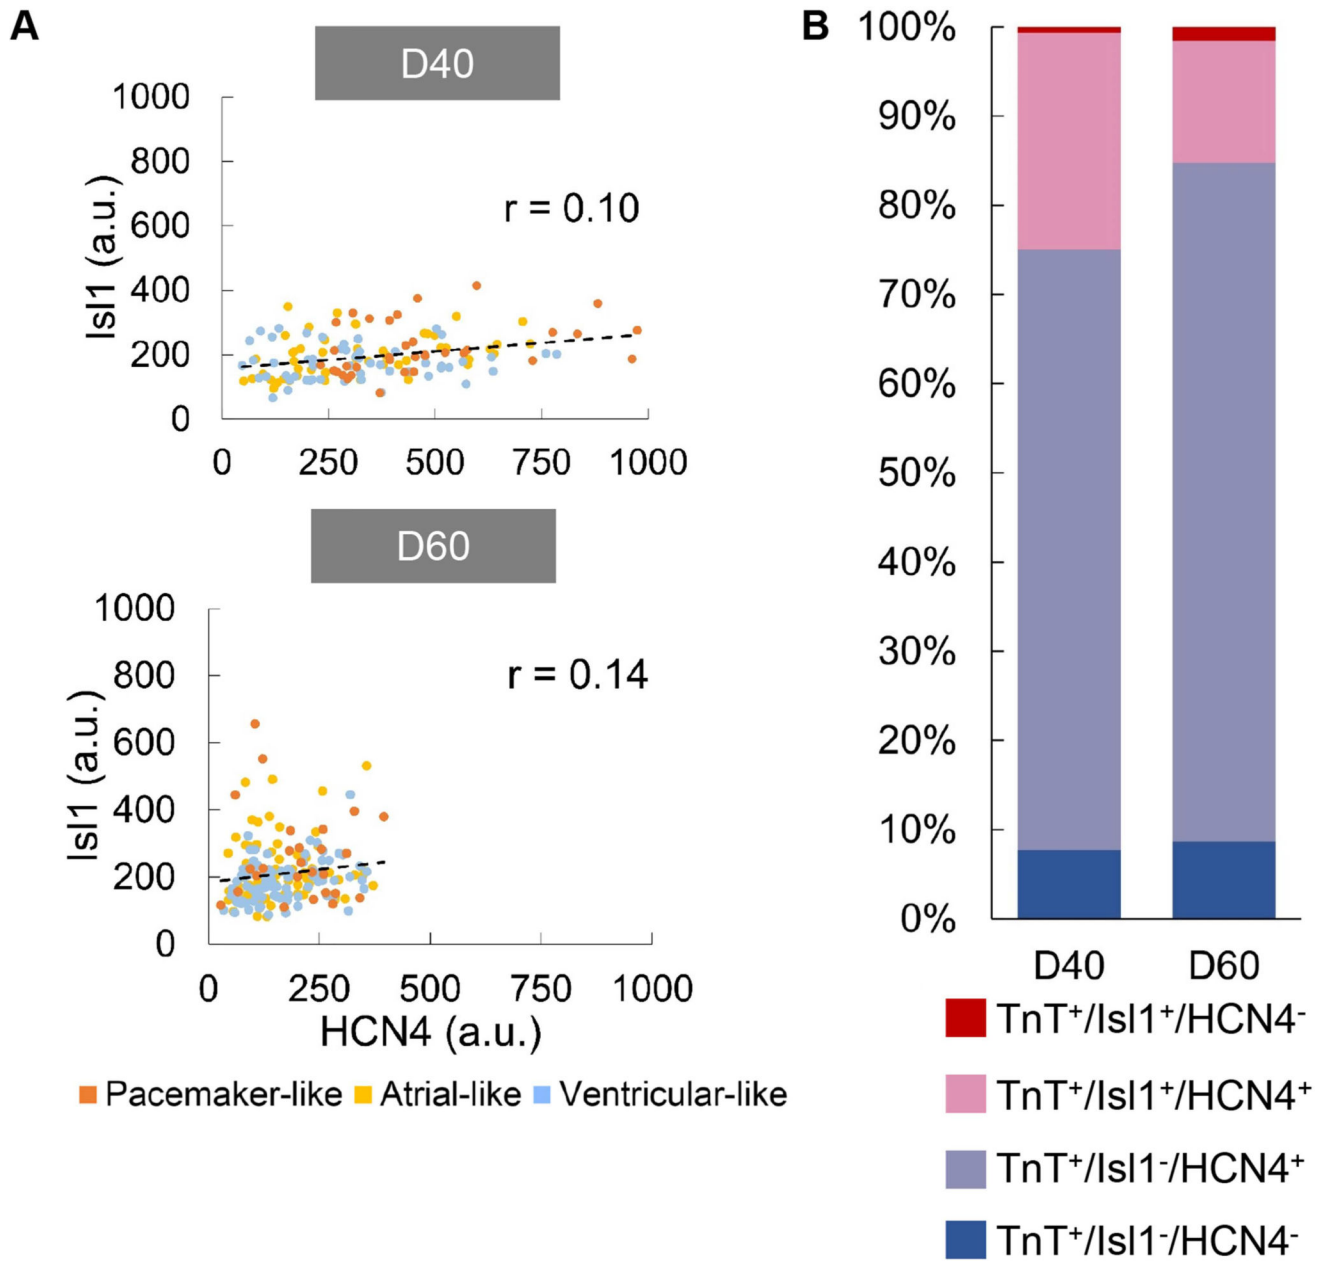 A
D40
1000
800
600
400
200
0
Isl1 (a.u.)
r = 0.10
0 250 500 750 1000
D60
1000
800
600
400
200
0
Isl1 (a.u.)
r = 0.14
0 250 500 750 1000
HCN4 (a.u.)
Pacemaker-like Atrial-like Ventricular-like
B
100%
90%
80%
70%
60%
50%
40%
30%
20%
10%
0%
D40 D60
TnT⁺/Isl1⁺/HCN4⁻
TnT⁺/Isl1⁺/HCN4⁺
TnT⁺/Isl1⁻/HCN4⁺
TnT⁺/Isl1⁻/HCN4⁻